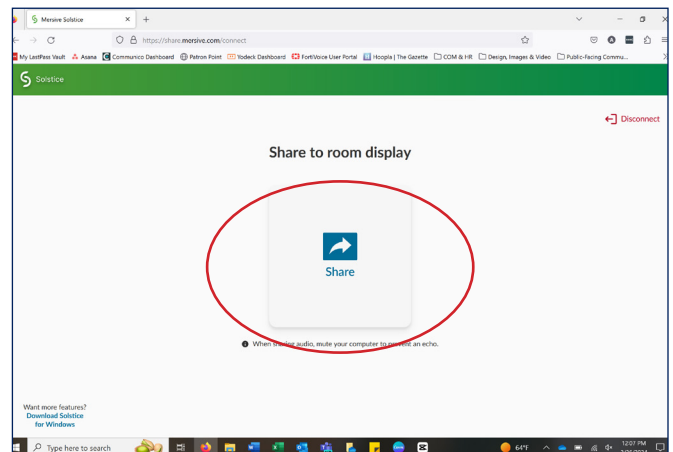 Mersive Solstice
https://share.mersive.com/connect
My LastPass Vault Asana Communico Dashboard Patron Point Yodeck Dashboard FortiVoice User Portal Hoopla | The Gazette COM & HR Design, Images & Video Public-Facing Commu...
Solstice
Disconnect
Share to room display
Share
When sharing audio, mute your computer to prevent an echo.
Want more features?
Download Solstice
for Windows
Type here to search
64°F
12:07 PM